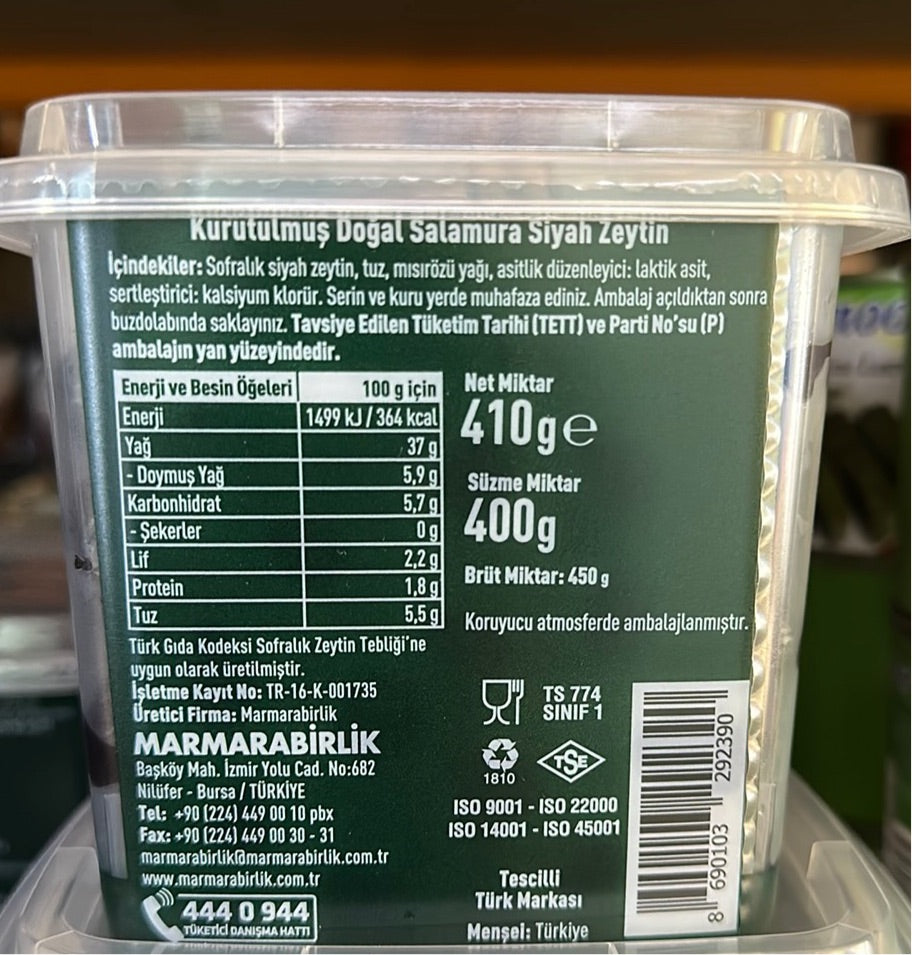 Kurutulmuş Doğal Salamura Siyah Zeytin
İçindekiler: Sofralık siyah zeytin, tuz, mısırözü yağı, asitlik düzenleyici: laktik asit,
sertleştirici: kalsiyum klorür. Serin ve kuru yerde muhafaza ediniz. Ambalaj açıldıktan sonra
buzdolabında saklayınız. Tavsiye Edilen Tüketim Tarihi (TETT) ve Parti No'su (P)
ambalajın yan yüzeyindedir.
Enerji ve Besin Öğeleri 100 g için
Enerji 1499 kJ / 364 kcal
Yağ 37 g
- Doymuş Yağ 5,9 g
Karbonhidrat 5,7 g
- Şekerler 0 g
Lif 2,2 g
Protein 1,8 g
Tuz 5,5 g
Net Miktar
410g e
Süzme Miktar
400g
Brüt Miktar: 450 g
Koruyucu atmosferde ambalajlanmıştır.
Türk Gıda Kodeksi Sofralık Zeytin Tebliği'ne
uygun olarak üretilmiştir.
İşletme Kayıt No: TR-16-K-001735
Üretici Firma: Marmarabirlik
MARMARABİRLİK
Başköy Mah. İzmir Yolu Cad. No:682
Nilüfer - Bursa / TÜRKİYE
Tel: +90 (224) 449 00 10 pbx
Fax: +90 (224) 449 00 30 - 31
marmarabirlik@marmarabirlik.com.tr
www.marmarabirlik.com.tr
444 0 944
TÜKETİCİ DANIŞMA HATTI
TS 774
SINIF 1
1810
TSE
ISO 9001 - ISO 22000
ISO 14001 - ISO 45001
Tescilli
Türk Markası
Menşei: Türkiye
8 690103 292390